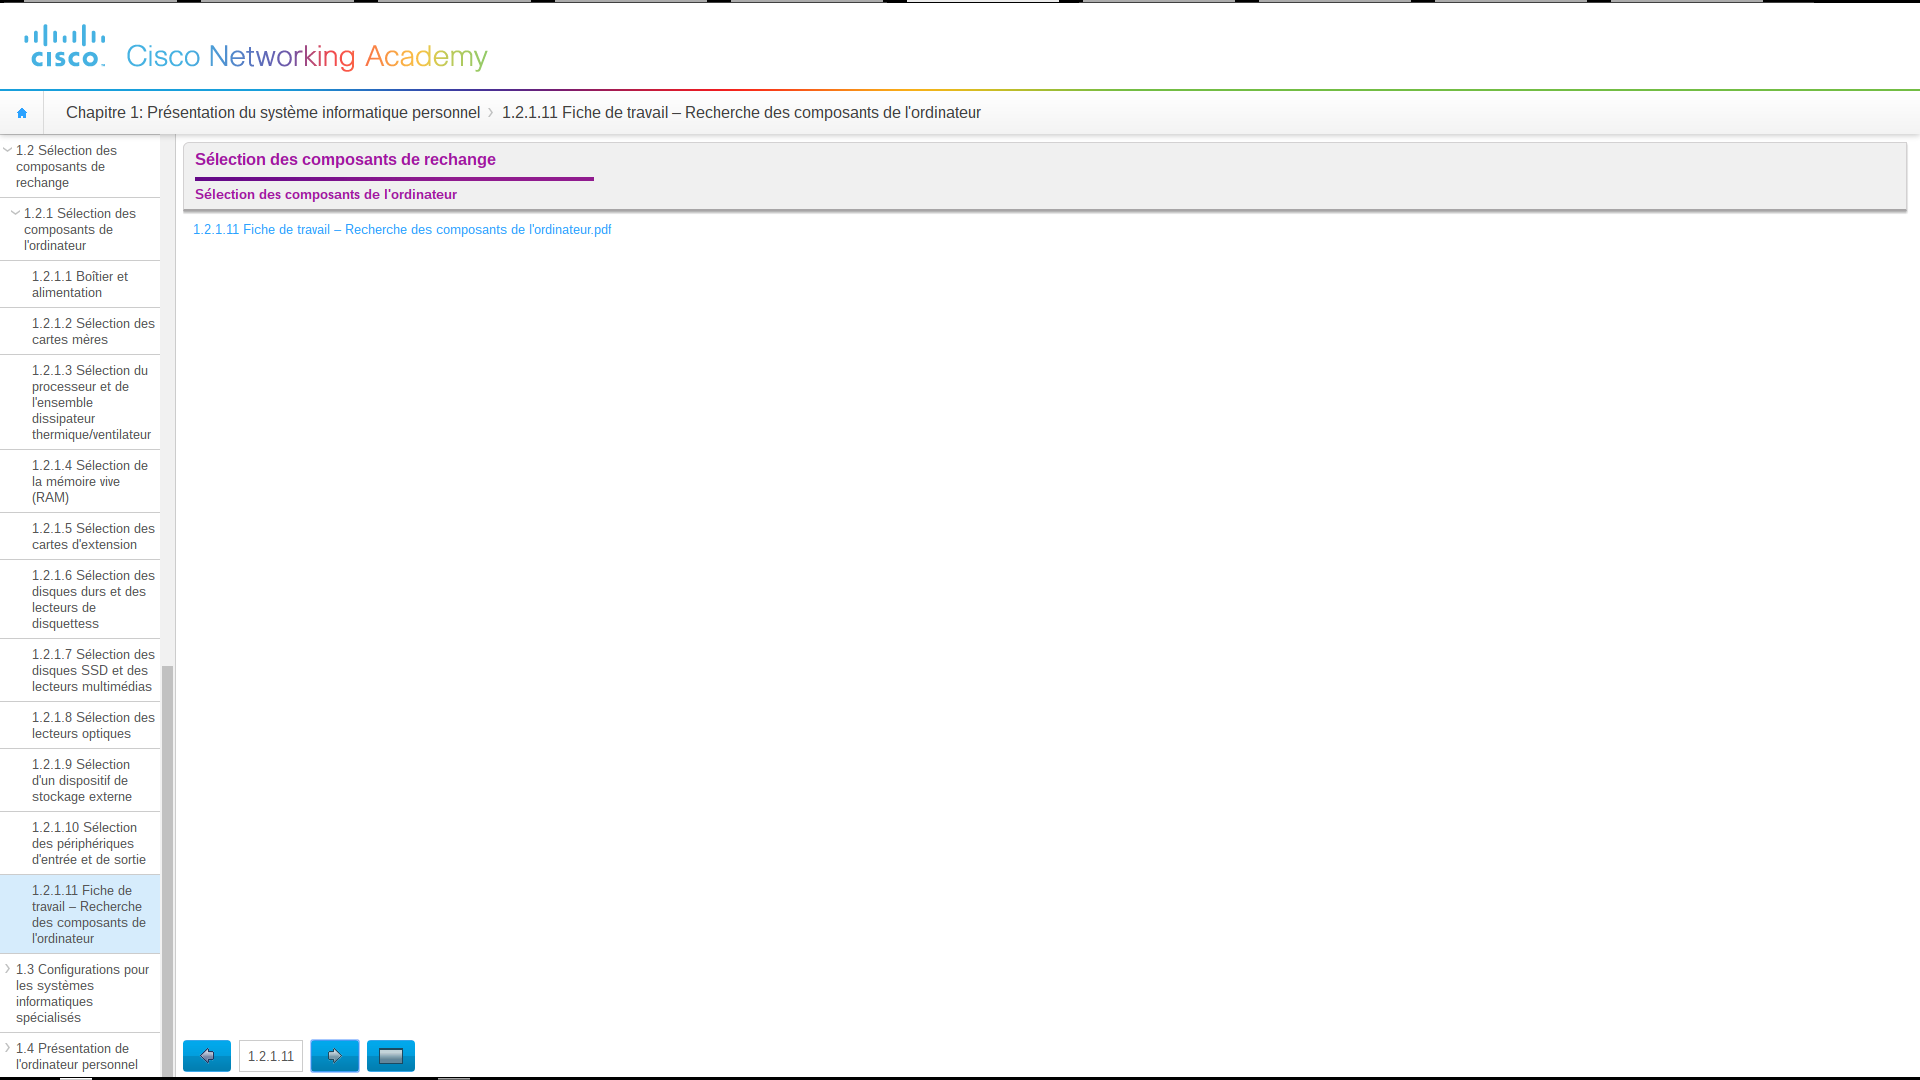 CISCO
Cisco Networking Academy
Chapitre 1: Présentation du système informatique personnel
1.2.1.11 Fiche de travail – Recherche des composants de l'ordinateur
1.2 Sélection des
composants de
rechange
1.2.1 Sélection des
composants de
l'ordinateur
1.2.1.1 Boîtier et
alimentation
1.2.1.2 Sélection des
cartes mères
1.2.1.3 Sélection du
processeur et de
l'ensemble
dissipateur
thermique/ventilateur
1.2.1.4 Sélection de
la mémoire vive
(RAM)
1.2.1.5 Sélection des
cartes d'extension
1.2.1.6 Sélection des
disques durs et des
lecteurs de
disquettess
1.2.1.7 Sélection des
disques SSD et des
lecteurs multimédias
1.2.1.8 Sélection des
lecteurs optiques
1.2.1.9 Sélection
d'un dispositif de
stockage externe
1.2.1.10 Sélection
des périphériques
d'entrée et de sortie
1.2.1.11 Fiche de
travail – Recherche
des composants de
l'ordinateur
1.3 Configurations pour
les systèmes
informatiques
spécialisés
1.4 Présentation de
l'ordinateur personnel
Sélection des composants de rechange
Sélection des composants de l'ordinateur
1.2.1.11 Fiche de travail – Recherche des composants de l'ordinateur.pdf
1.2.1.11